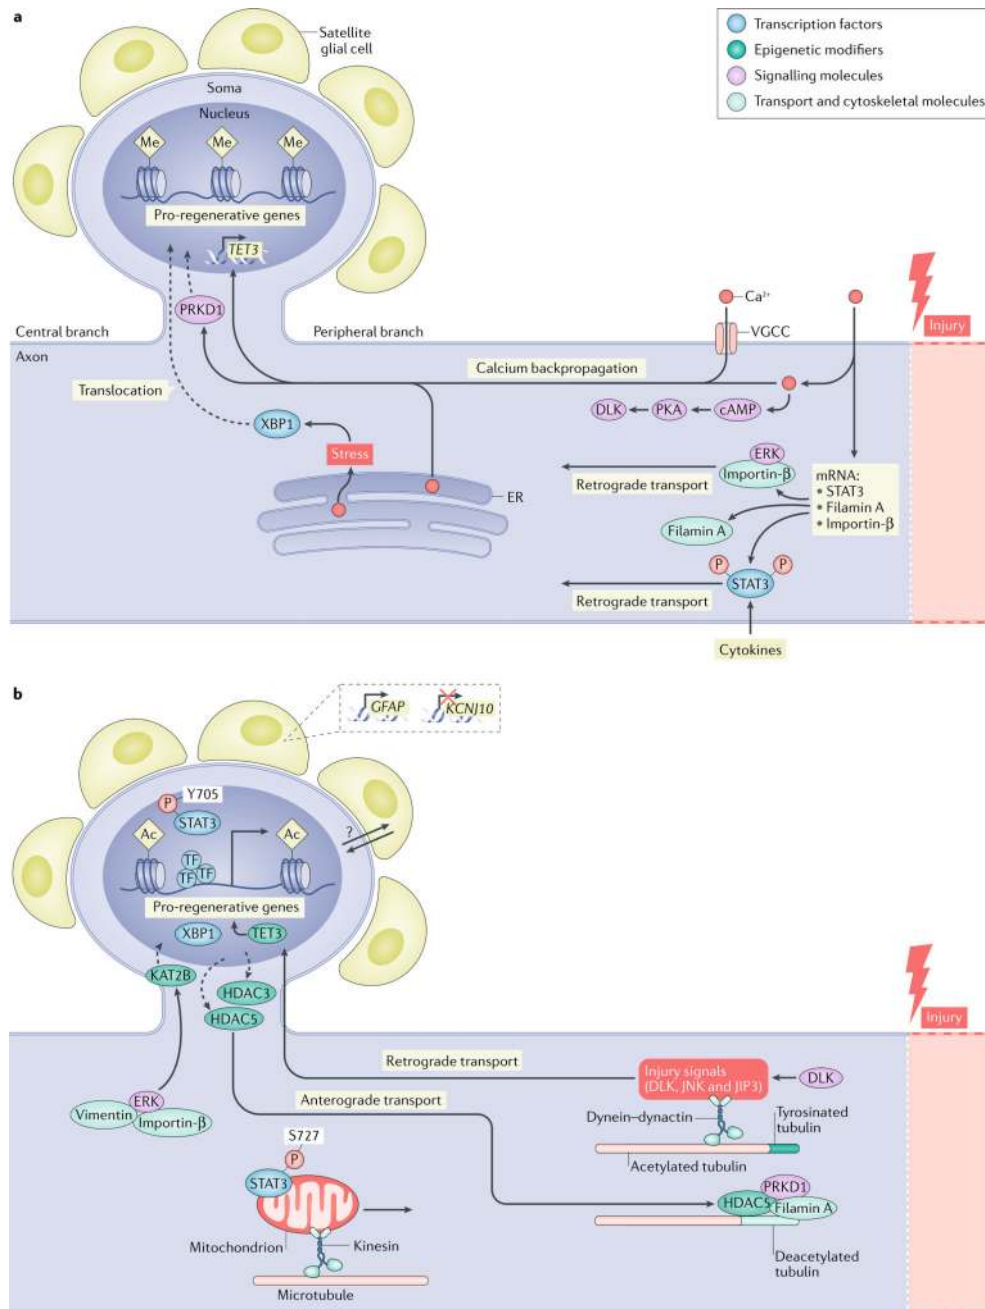 a
Satellite
glial cell
Transcription factors
Epigenetic modifiers
Signalling molecules
Transport and cytoskeletal molecules
Soma
Nucleus
Me
Me
Me
Pro-regenerative genes
TET3
PRKD1
Ca²⁺
VGCC
Injury
Central branch
Peripheral branch
Axon
Calcium backpropagation
Translocation
DLK
PKA
cAMP
XBP1
Stress
ER
ERK
Importin-β
Retrograde transport
mRNA:
* STAT3
* Filamin A
* Importin-β
Filamin A
P
P
STAT3
Retrograde transport
Cytokines
b
GFAP
KCNJ10
Y705
P
STAT3
Ac
Ac
?
TF
TF
TF
Pro-regenerative genes
XBP1
TET3
KAT2B
HDAC3
HDAC5
Injury
Retrograde transport
Injury signals
(DLK, JNK and JIP3)
DLK
Anterograde transport
Dynein–dynactin
Tyrosinated
tubulin
ERK
Vimentin
Importin-β
Acetylated tubulin
S727
P
STAT3
PRKD1
HDAC5
Filamin A
Mitochondrion
Kinesin
Deacetylated
tubulin
Microtubule